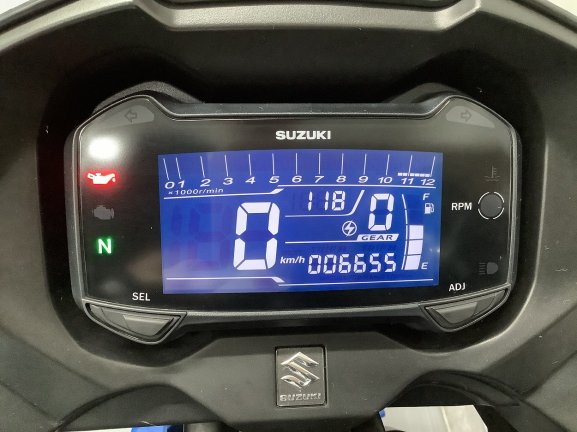 SUZUKI
0 1 2 3 4 5 6 7 8 9 10 11 12
×1000r/min
118
0
GEAR
0
km/h
006655
F
E
RPM
N
SEL
ADJ
SUZUKI